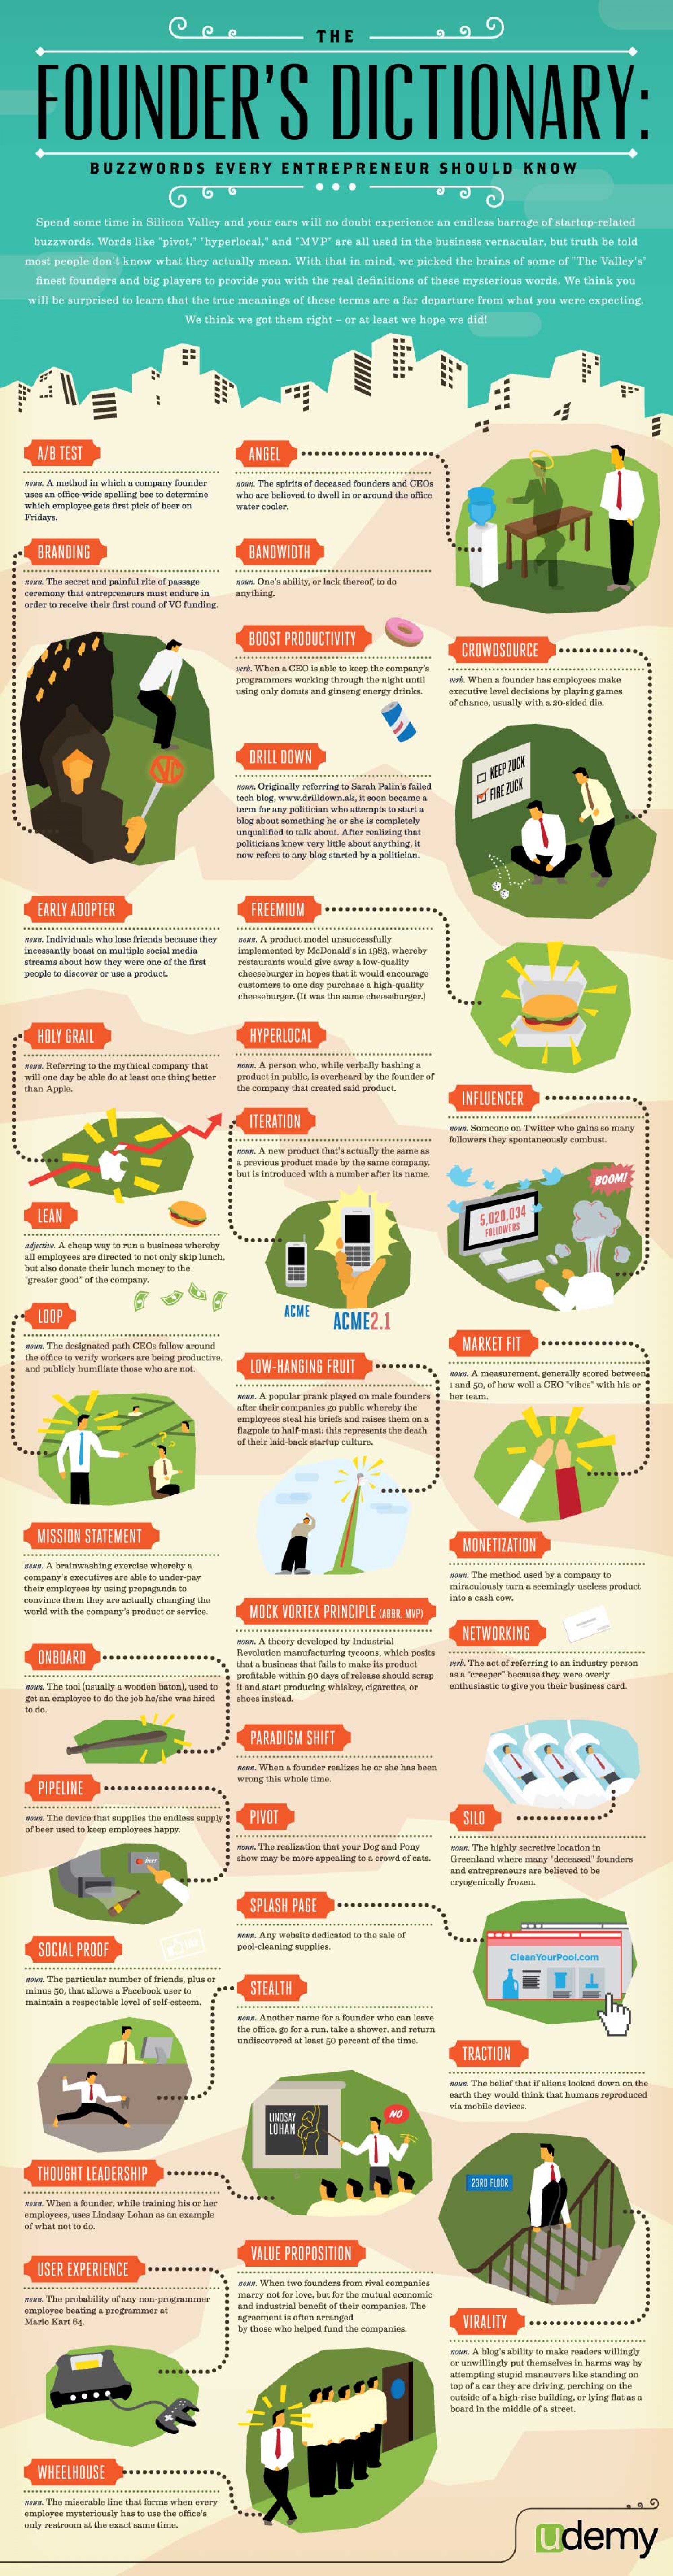 THE
FOUNDER'S DICTIONARY:
BUZZWORDS EVERY ENTREPRENEUR SHOULD KNOW
Spend some time in Silicon Valley and your ears will no doubt experience an endless barrage of startup-related
buzzwords. Words like "pivot," "hyperlocal," and "MVP" are all used in the business vernacular, but truth be told
most people don't know what they actually mean. With that in mind, we picked the brains of some of "The Valley's"
finest founders and big players to provide you with the real definitions of these mysterious words. We think you
will be surprised to learn that the true meanings of these terms are a far departure from what you were expecting.
We think we got them right – or at least we hope we did!
A/B TEST
noun. A method in which a company founder
uses an office-wide spelling bee to determine
which employee gets first pick of beer on
Fridays.
ANGEL
noun. The spirits of deceased founders and CEOs
who are believed to dwell in or around the office
water cooler.
BRANDING
noun. The secret and painful rite of passage
ceremony that entrepreneurs must endure in
order to receive their first round of VC funding.
VC
BANDWIDTH
noun. One's ability, or lack thereof, to do
anything.
BOOST PRODUCTIVITY
verb. When a CEO is able to keep the company's
programmers working through the night until
using only donuts and ginseng energy drinks.
CROWDSOURCE
verb. When a founder has employees make
executive level decisions by playing games
of chance, usually with a 20-sided die.
KEEP ZUCK
FIRE ZUCK
DRILL DOWN
noun. Originally referring to Sarah Palin's failed
tech blog, www.drilldown.ak, it soon became a
term for any politician who attempts to start a
blog about something he or she is completely
unqualified to talk about. After realizing that
politicians knew very little about anything, it
now refers to any blog started by a politician.
EARLY ADOPTER
noun. Individuals who lose friends because they
incessantly boast on multiple social media
streams about how they were one of the first
people to discover or use a product.
FREEMIUM
noun. A product model unsuccessfully
implemented by McDonald's in 1983, whereby
restaurants would give away a low-quality
cheeseburger in hopes that it would encourage
customers to one day purchase a high-quality
cheeseburger. (It was the same cheeseburger.)
HOLY GRAIL
noun. Referring to the mythical company that
will one day be able do at least one thing better
than Apple.
HYPERLOCAL
noun. A person who, while verbally bashing a
product in public, is overheard by the founder of
the company that created said product.
INFLUENCER
noun. Someone on Twitter who gains so many
followers they spontaneously combust.
BOOM!
5,020,034
FOLLOWERS
ITERATION
noun. A new product that's actually the same as
a previous product made by the same company,
but is introduced with a number after its name.
ACME
ACME2.1
LEAN
adjective. A cheap way to run a business whereby
all employees are directed to not only skip lunch,
but also donate their lunch money to the
"greater good" of the company.
LOOP
noun. The designated path CEOs follow around
the office to verify workers are being productive,
and publicly humiliate those who are not.
??
LOW-HANGING FRUIT
noun. A popular prank played on male founders
after their companies go public whereby the
employees steal his briefs and raises them on a
flagpole to half-mast; this represents the death
of their laid-back startup culture.
MARKET FIT
noun. A measurement, generally scored between
1 and 50, of how well a CEO "vibes" with his or
her team.
MISSION STATEMENT
noun. A brainwashing exercise whereby a
company's executives are able to under-pay
their employees by using propaganda to
convince them they are actually changing the
world with the company's product or service.
MOCK VORTEX PRINCIPLE (ABBR. MVP)
noun. A theory developed by Industrial
Revolution manufacturing tycoons, which posits
that a business that fails to make its product
profitable within 90 days of release should scrap
it and start producing whiskey, cigarettes, or
shoes instead.
MONETIZATION
noun. The method used by a company to
miraculously turn a seemingly useless product
into a cash cow.
NETWORKING
verb. The act of referring to an industry person
as a "creeper" because they were overly
enthusiastic to give you their business card.
ONBOARD
noun. The tool (usually a wooden baton), used to
get an employee to do the job he/she was hired
to do.
PARADIGM SHIFT
noun. When a founder realizes he or she has been
wrong this whole time.
PIPELINE
noun. The device that supplies the endless supply
of beer used to keep employees happy.
beer
PIVOT
noun. The realization that your Dog and Pony
show may be more appealing to a crowd of cats.
SILO
noun. The highly secretive location in
Greenland where many "deceased" founders
and entrepreneurs are believed to be
cryogenically frozen.
SPLASH PAGE
noun. Any website dedicated to the sale of
pool-cleaning supplies.
CleanYourPool.com
SOCIAL PROOF
noun. The particular number of friends, plus or
minus 50, that allows a Facebook user to
maintain a respectable level of self-esteem.
STEALTH
noun. Another name for a founder who can leave
the office, go for a run, take a shower, and return
undiscovered at least 50 percent of the time.
TRACTION
noun. The belief that if aliens looked down on the
earth they would think that humans reproduced
via mobile devices.
LINDSAY
LOHAN
NO
THOUGHT LEADERSHIP
noun. When a founder, while training his or her
employees, uses Lindsay Lohan as an example
of what not to do.
23RD FLOOR
USER EXPERIENCE
noun. The probability of any non-programmer
employee beating a programmer at
Mario Kart 64.
VALUE PROPOSITION
noun. When two founders from rival companies
marry not for love, but for the mutual economic
and industrial benefit of their companies. The
agreement is often arranged
by those who helped fund the companies.
VIRALITY
noun. A blog's ability to make readers willingly
or unwillingly put themselves in harms way by
attempting stupid maneuvers like standing on
top of a car they are driving, perching on the
outside of a high-rise building, or lying flat as a
board in the middle of a street.
WHEELHOUSE
noun. The miserable line that forms when every
employee mysteriously has to use the office's
only restroom at the exact same time.
udemy